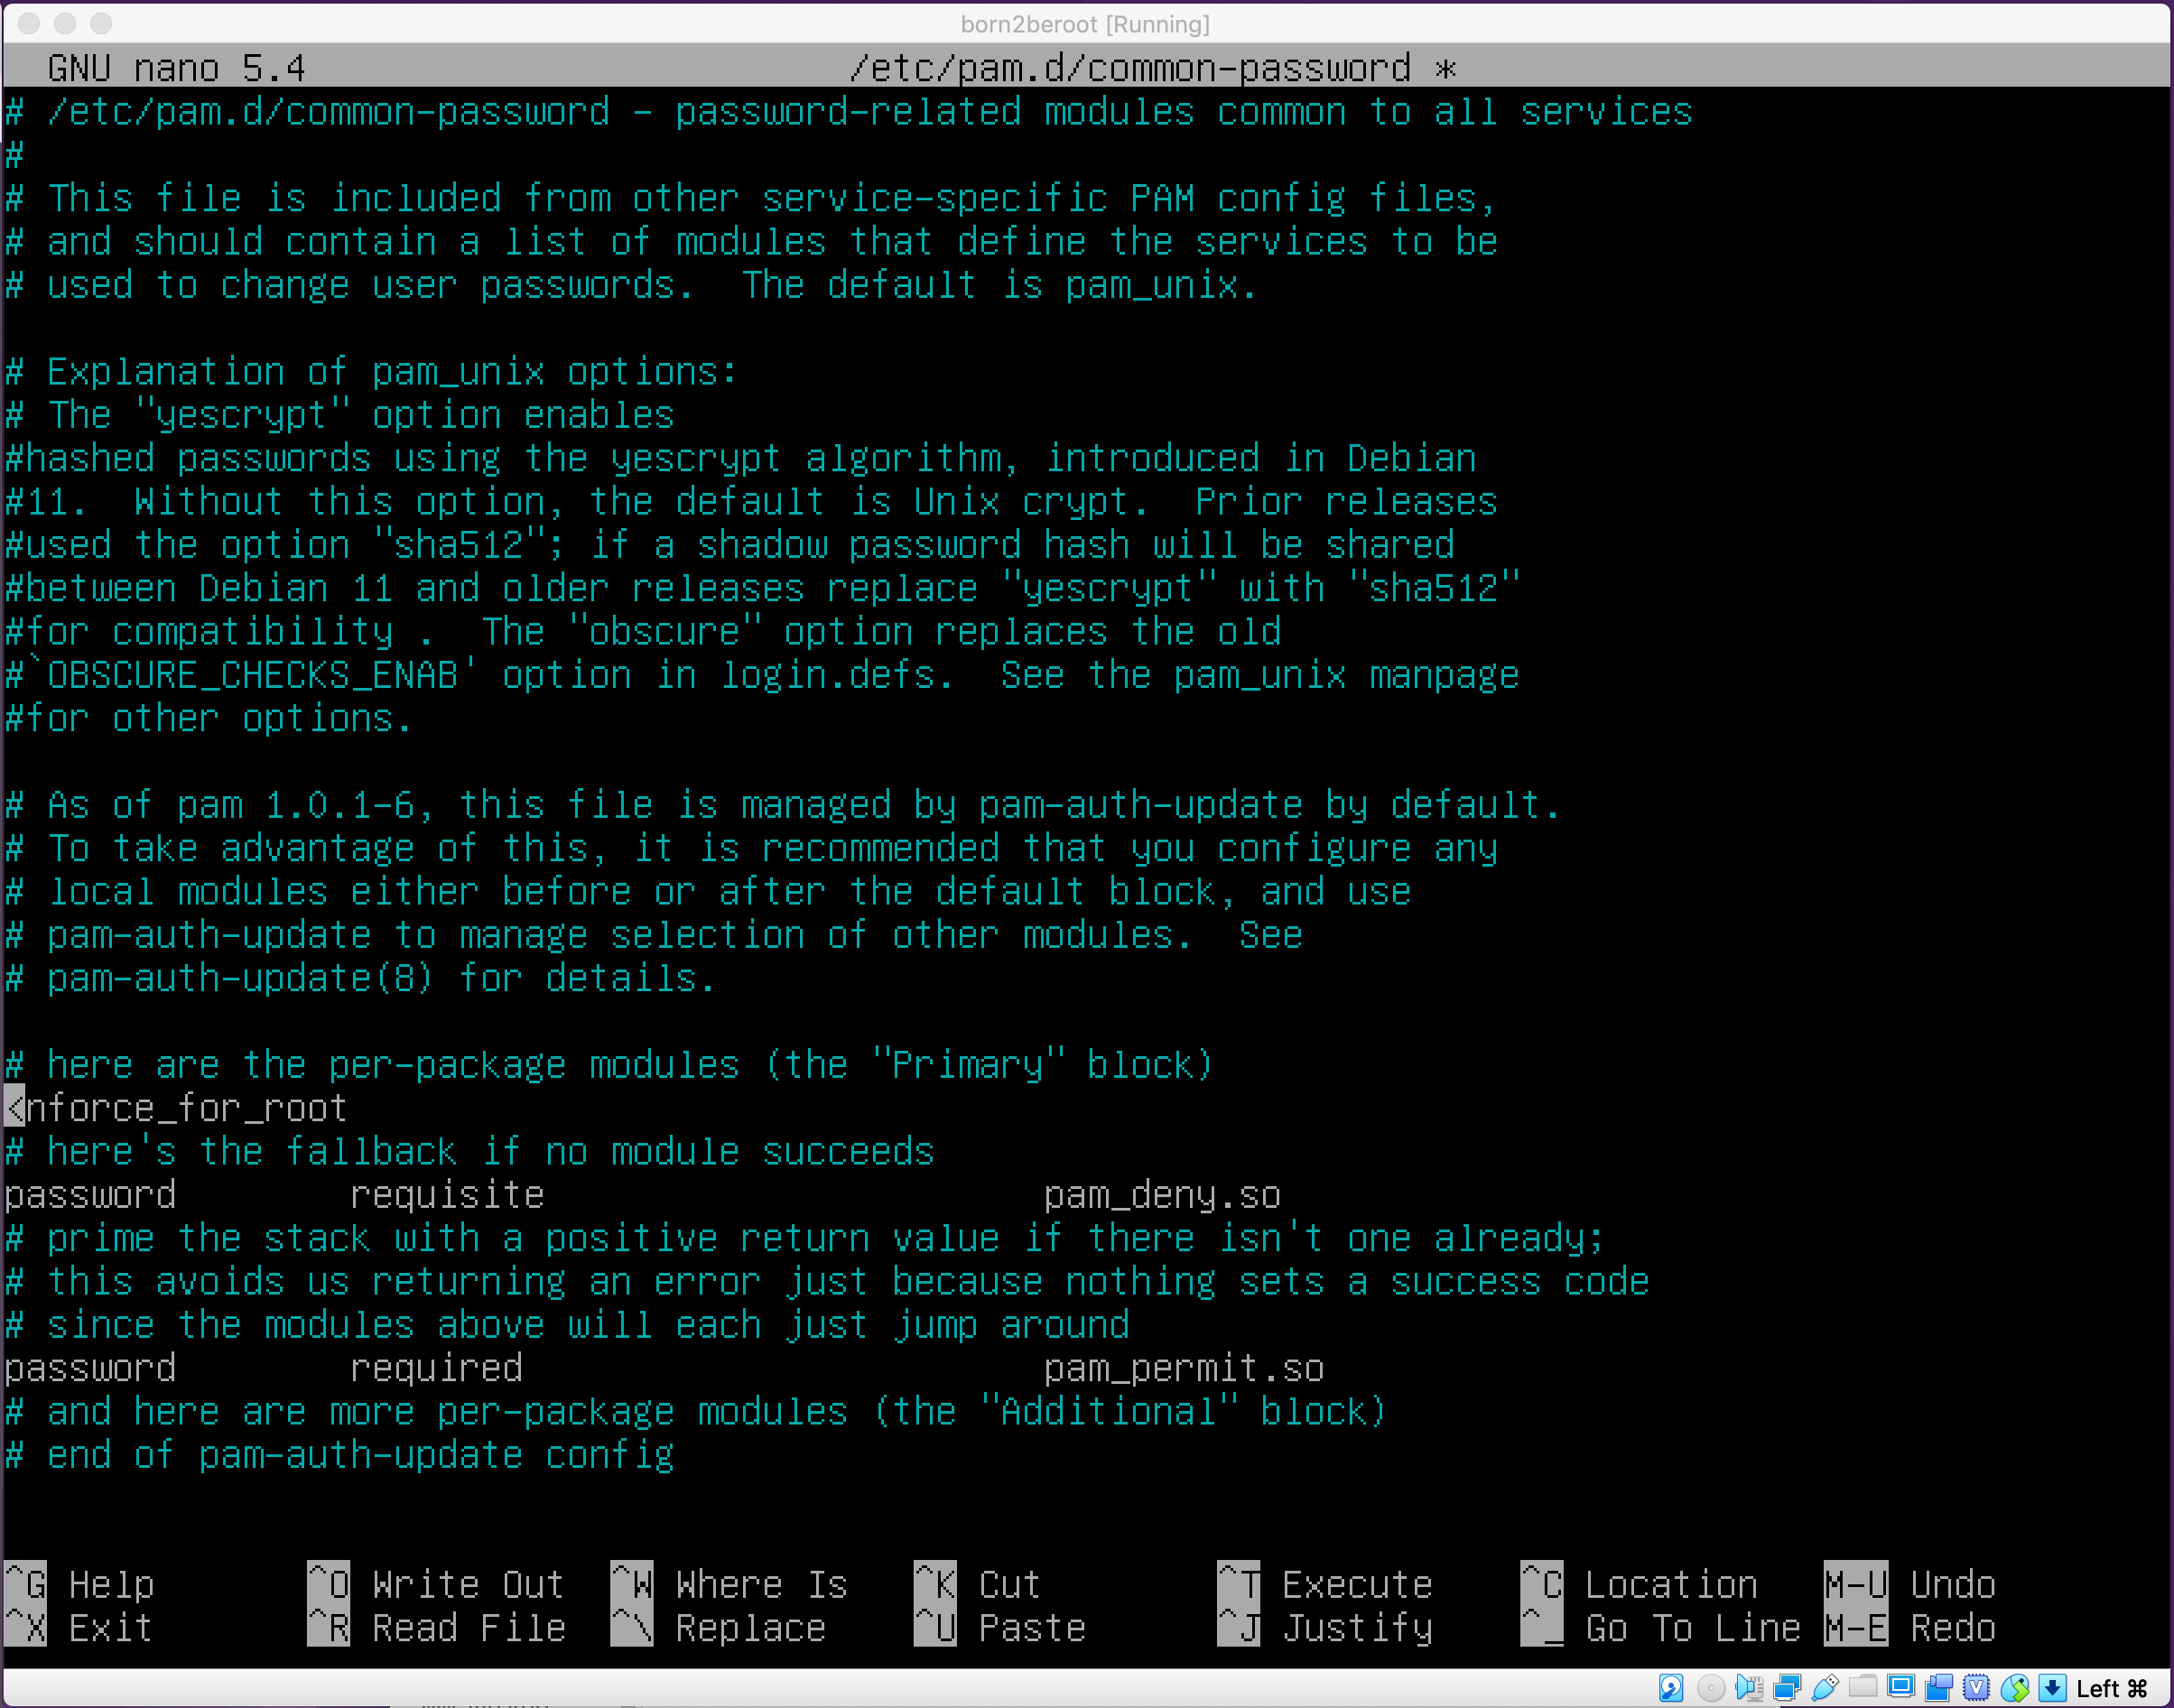 born2beroot [Running]
GNU nano 5.4 /etc/pam.d/common-password *
# /etc/pam.d/common-password - password-related modules common to all services
#
# This file is included from other service-specific PAM config files,
# and should contain a list of modules that define the services to be
# used to change user passwords.  The default is pam_unix.
# Explanation of pam_unix options:
# The "yescrypt" option enables
#hashed passwords using the yescrypt algorithm, introduced in Debian
#11.  Without this option, the default is Unix crypt.  Prior releases
#used the option "sha512"; if a shadow password hash will be shared
#between Debian 11 and older releases replace "yescrypt" with "sha512"
#for compatibility .  The "obscure" option replaces the old
#`OBSCURE_CHECKS_ENAB' option in login.defs.  See the pam_unix manpage
#for other options.
# As of pam 1.0.1-6, this file is managed by pam-auth-update by default.
# To take advantage of this, it is recommended that you configure any
# local modules either before or after the default block, and use
# pam-auth-update to manage selection of other modules.  See
# pam-auth-update(8) for details.
# here are the per-package modules (the "Primary" block)
<nforce_for_root
# here's the fallback if no module succeeds
password        requisite                       pam_deny.so
# prime the stack with a positive return value if there isn't one already;
# this avoids us returning an error just because nothing sets a success code
# since the modules above will each just jump around
password        required                        pam_permit.so
# and here are more per-package modules (the "Additional" block)
# end of pam-auth-update config
^G Help ^O Write Out ^W Where Is ^K Cut ^T Execute ^C Location M-U Undo
^X Exit ^R Read File ^\ Replace ^U Paste ^J Justify ^_ Go To Line M-E Redo
Left ⌘